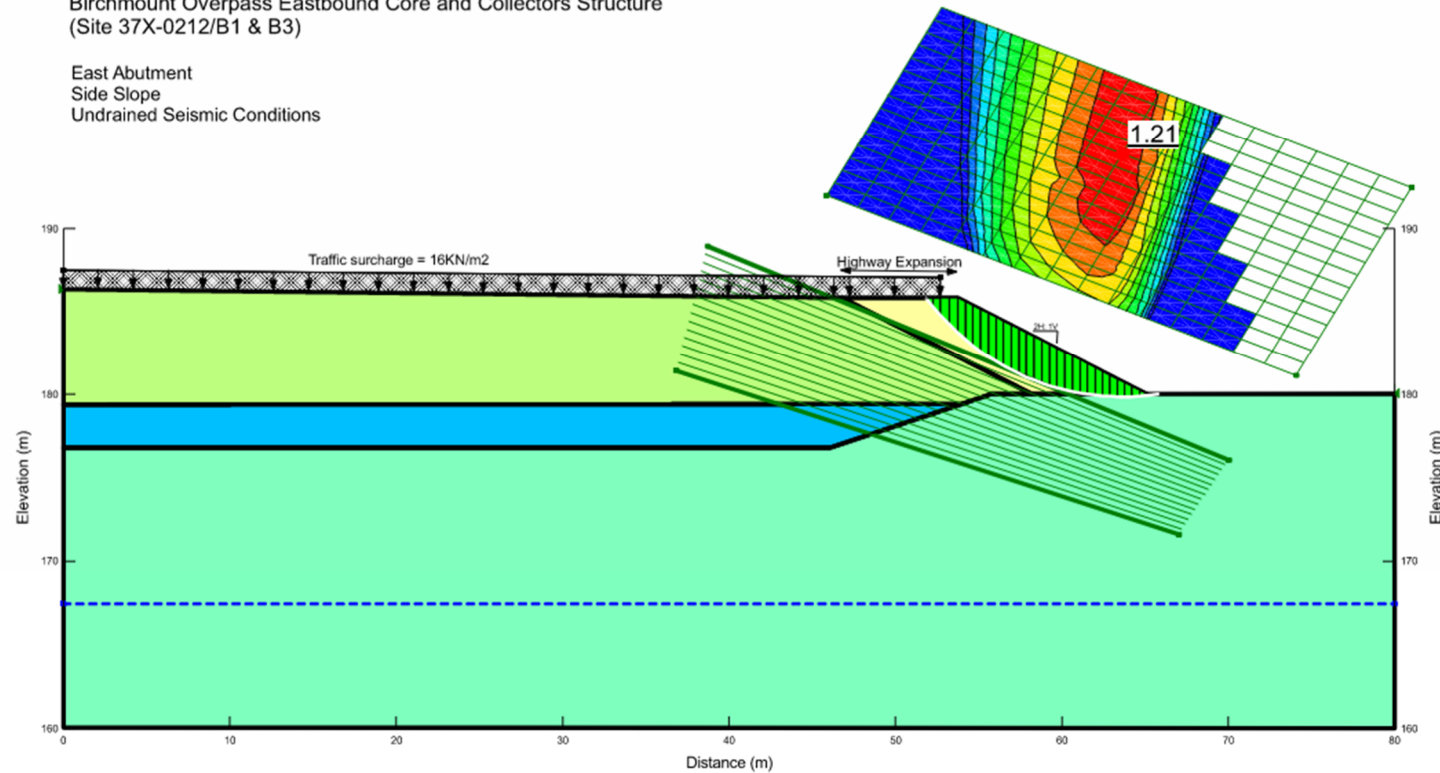 Birchmount Overpass Eastbound Core and Collectors Structure
(Site 37X-0212/B1 & B3)
East Abutment
Side Slope
Undrained Seismic Conditions
1.21
190
190
Traffic surcharge = 16KN/m2
Highway Expansion
2H:1V
180
180
Elevation (m)
Elevation (m)
170
170
160
160
0
10
20
30
40
50
60
70
80
Distance (m)